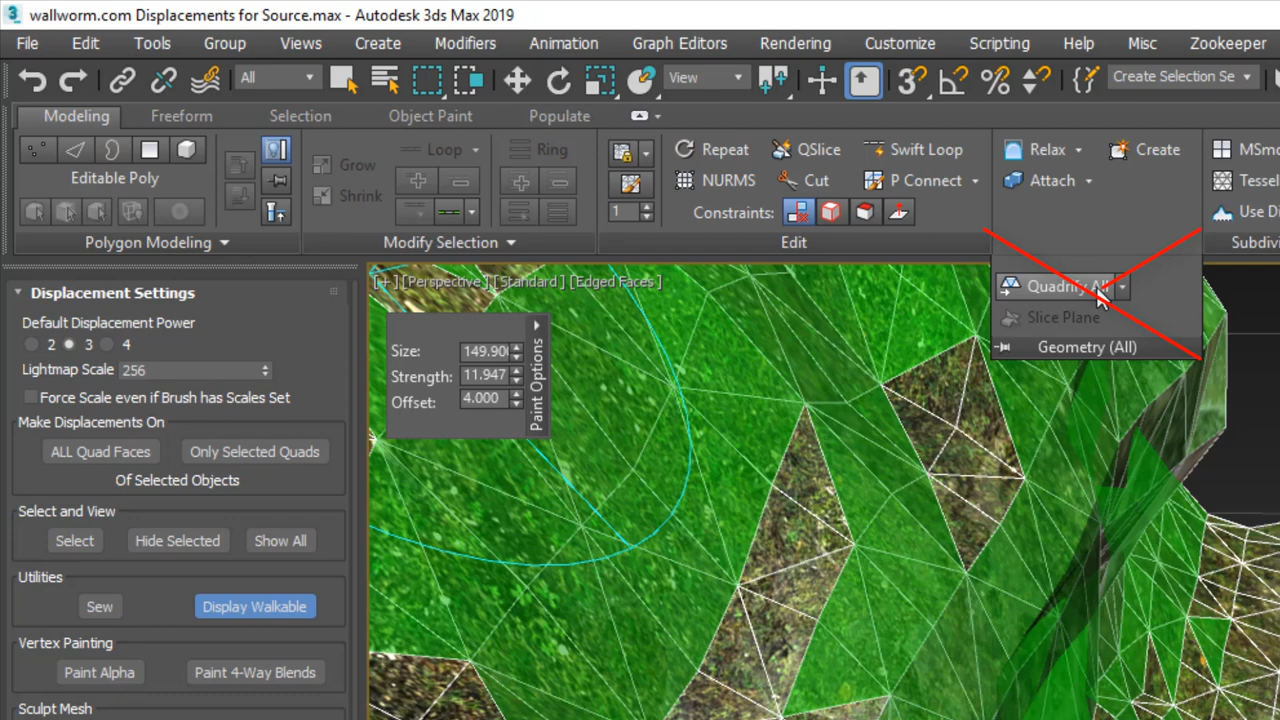 wallworm.com Displacements for Source.max - Autodesk 3ds Max 2019
File Edit Tools Group Views Create Modifiers Animation Graph Editors Rendering Customize Scripting Help Misc Zookeeper
All View 3 Create Selection Se
Modeling Freeform Selection Object Paint Populate
Grow Loop Ring Repeat QSlice Swift Loop Relax Create MSmo
Editable Poly Shrink NURMS Cut P Connect Attach Tessel
1 Constraints: Use Di
Polygon Modeling Modify Selection Edit Subdivi
[+] [Perspective] [Standard] [Edged Faces]
Quadrify All
Slice Plane
Geometry (All)
Displacement Settings
Default Displacement Power
2 3 4
Lightmap Scale 256
Force Scale even if Brush has Scales Set
Make Displacements On
ALL Quad Faces Only Selected Quads
Of Selected Objects
Select and View
Select Hide Selected Show All
Utilities
Sew Display Walkable
Vertex Painting
Paint Alpha Paint 4-Way Blends
Sculpt Mesh
Size: 149.90
Strength: 11.947
Offset: 4.000
Paint Options